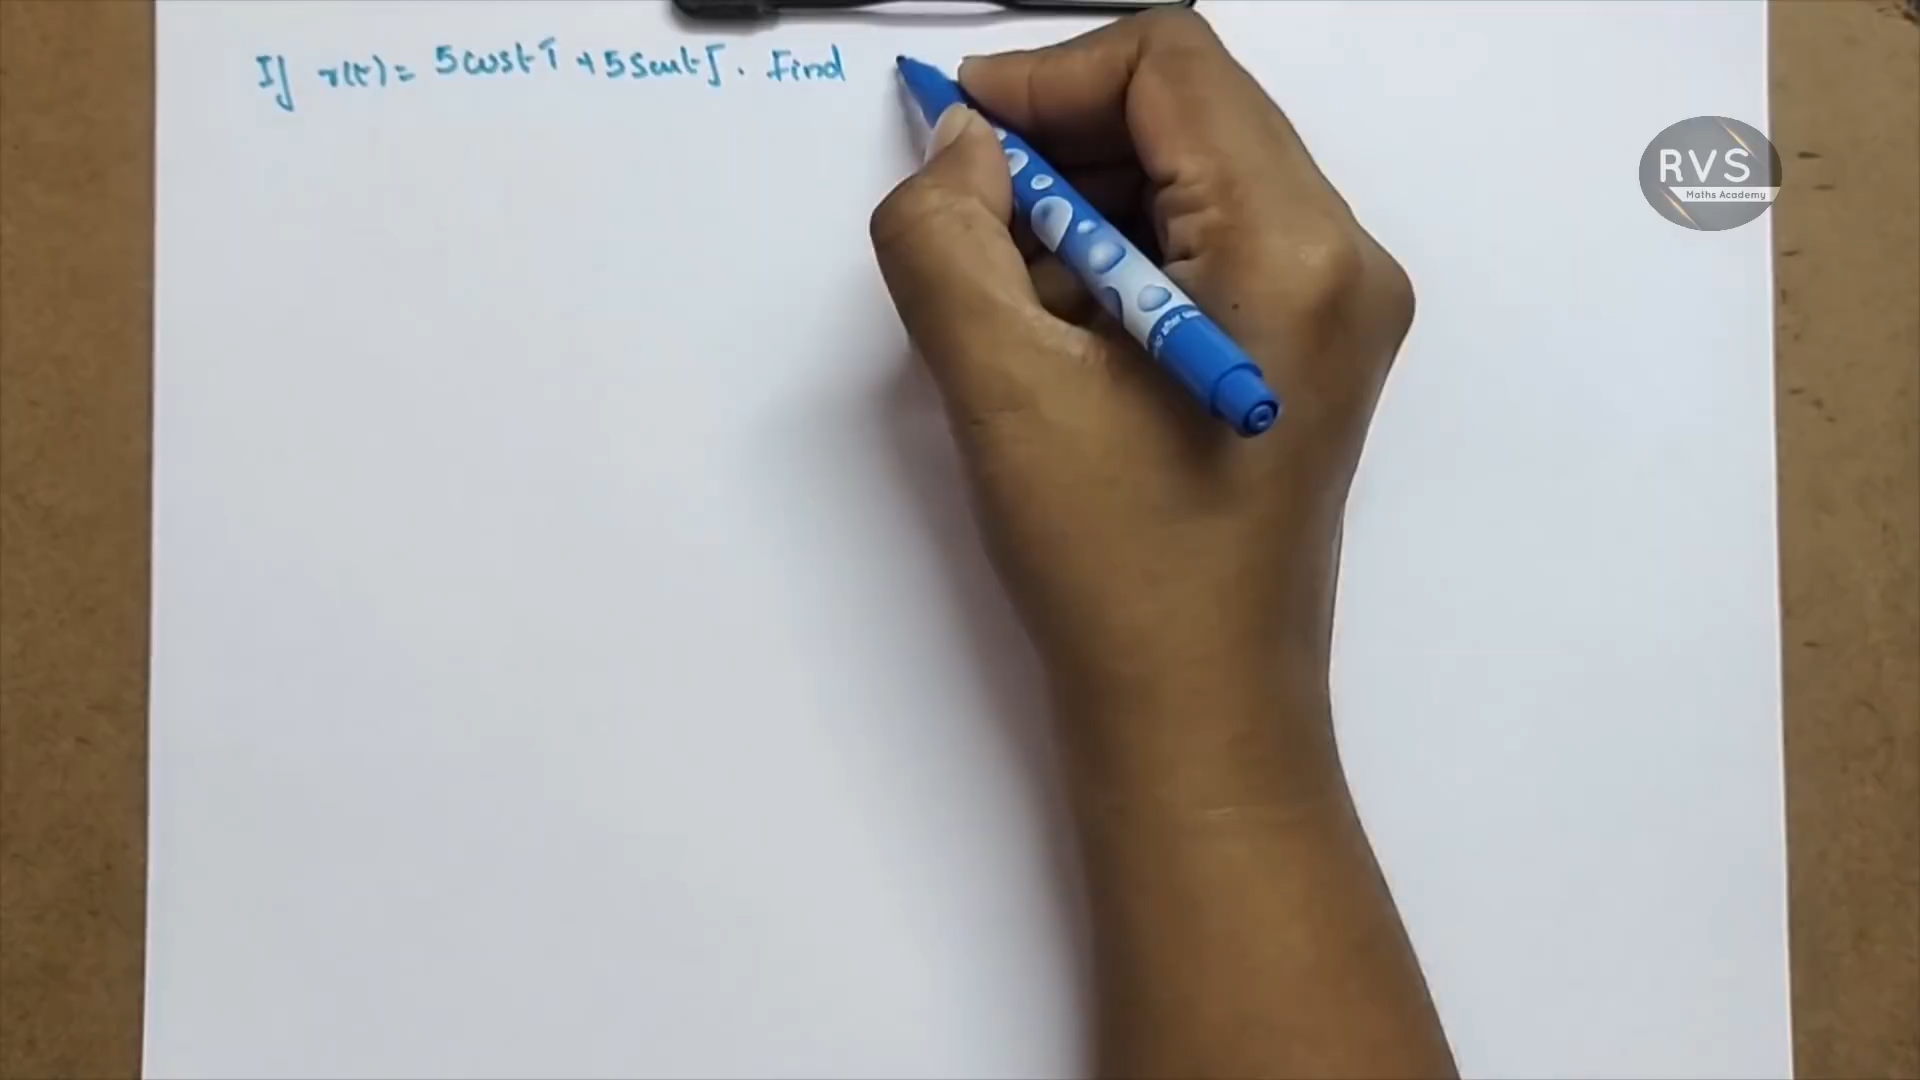 If r(t) = 5cost i + 5sint j. Find
RVS
Maths Academy